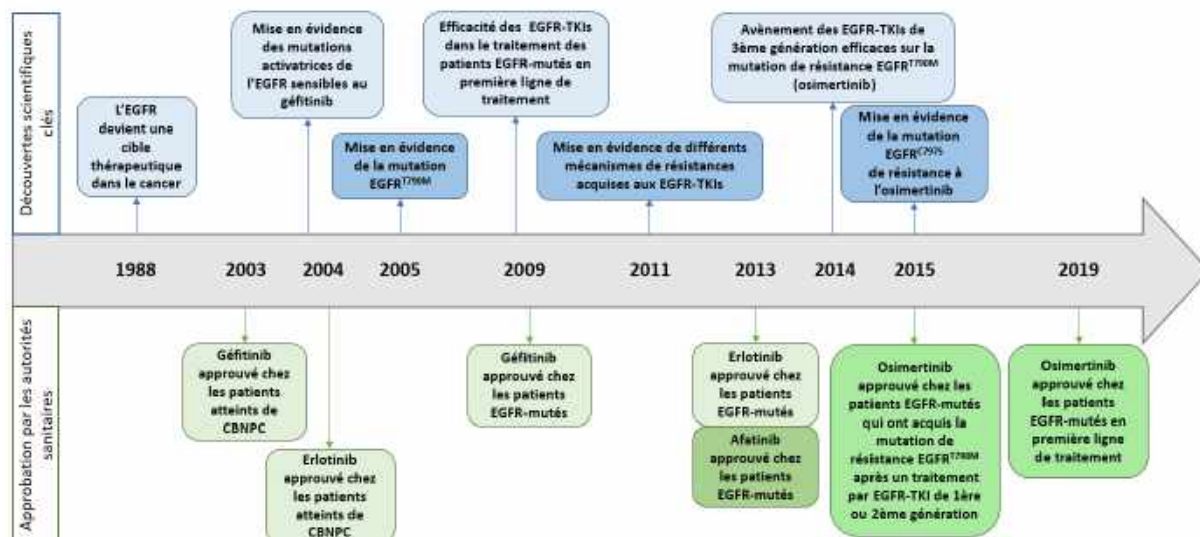 Découvertes scientifiques
clés
L'EGFR
devient une
cible
thérapeutique
dans le cancer
Mise en évidence
des mutations
activatrices de
l'EGFR sensibles au
géfitinib
Mise en évidence
de la mutation
EGFRT790M
Efficacité des EGFR-TKIs
dans le traitement des
patients EGFR-mutés en
première ligne de
traitement
Mise en évidence de différents
mécanismes de résistances
acquises aux EGFR-TKIs
Avènement des EGFR-TKIs de
3ème génération efficaces sur la
mutation de résistance EGFRT790M
(osimertinib)
Mise en évidence
de la mutation
EGFRC797S
de résistance à
l'osimertinib
1988 2003 2004 2005 2009 2011 2013 2014 2015 2019
Approbation par les autorités
sanitaires
Géfitinib
approuvé chez
les patients
atteints de
CBNPC
Erlotinib
approuvé chez
les patients
atteints de
CBNPC
Géfitinib
approuvé chez
les patients
EGFR-mutés
Erlotinib
approuvé chez
les patients
EGFR-mutés
Afatinib
approuvé chez
les patients
EGFR-mutés
Osimertinib
approuvé chez les
patients EGFR-mutés
qui ont acquis la
mutation de
résistance EGFRT790M
après un traitement
par EGFR-TKI de 1ère
ou 2ème génération
Osimertinib
approuvé chez
les patients
EGFR-mutés en
première ligne
de traitement